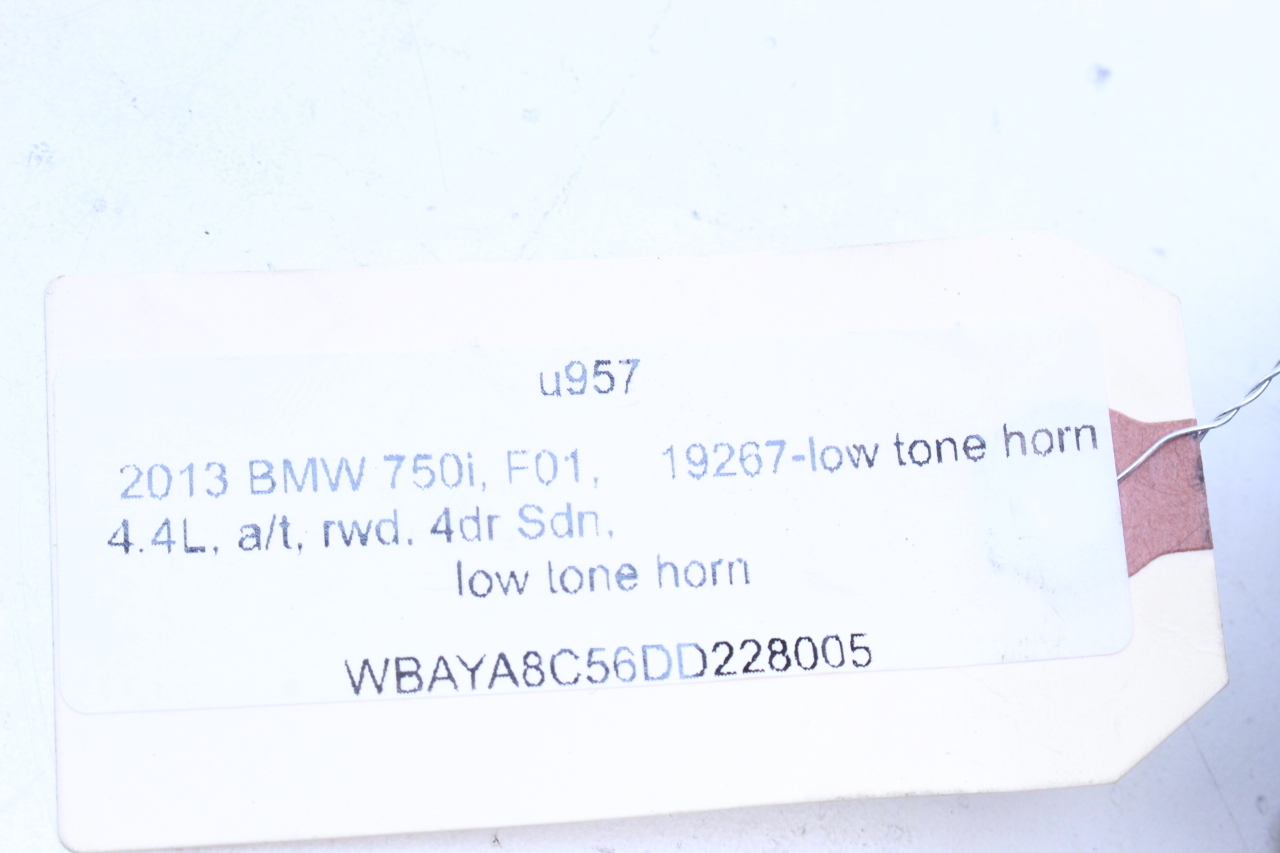 u957
2013 BMW 750i, F01, 19267-low tone horn
4.4L, a/t, rwd, 4dr Sdn,
low tone horn
WBAYA8C56DD228005